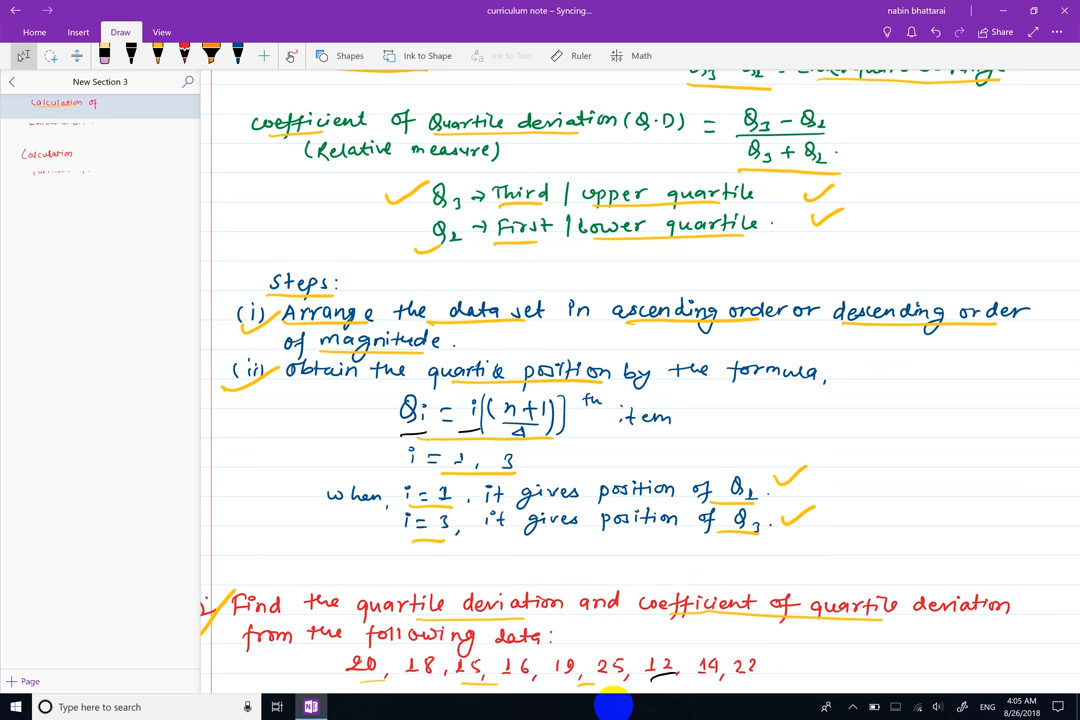 curriculum note – Syncing...
nabin bhattarai
Home Insert Draw View
Share
Shapes
Ink to Shape
Ink to Text
Ruler
Math
New Section 3
Calculation of
Calculation
coefficient of Quartile deviation (Q.D) = Q3 – Q1 / Q3 + Q1 .
(Relative measure)
Q3 → Third / upper quartile
Q1 → First / Lower quartile .
Steps:
(i) Arrange the data set in ascending order or descending order
of magnitude .
(ii) Obtain the quartile position by the formula,
Qi = i[(n+1)/4)]th item
i = 1, 3
when, i = 1, it gives position of Q1.
i = 3, it gives position of Q3.
Find the quartile deviation and coefficient of quartile deviation
from the following data:
20, 18, 15, 16, 19, 25, 12, 19, 22
Page
Type here to search
ENG
4:05 AM
8/26/2018